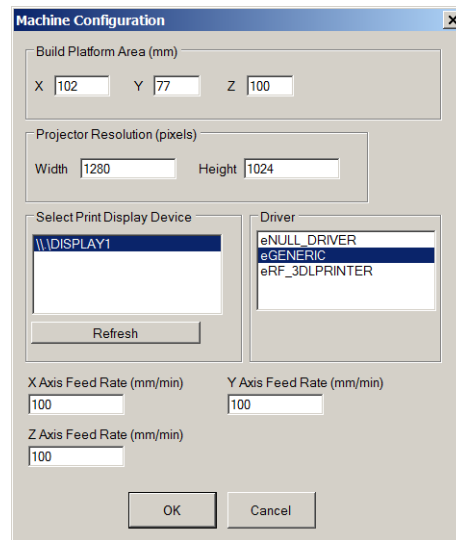 Machine Configuration
Build Platform Area (mm)
X 102 Y 77 Z 100
Projector Resolution (pixels)
Width 1280 Height 1024
Select Print Display Device
\\.\DISPLAY1
Refresh
Driver
eNULL_DRIVER
eGENERIC
eRF_3DLPRINTER
X Axis Feed Rate (mm/min) Y Axis Feed Rate (mm/min)
100 100
Z Axis Feed Rate (mm/min)
100
OK Cancel